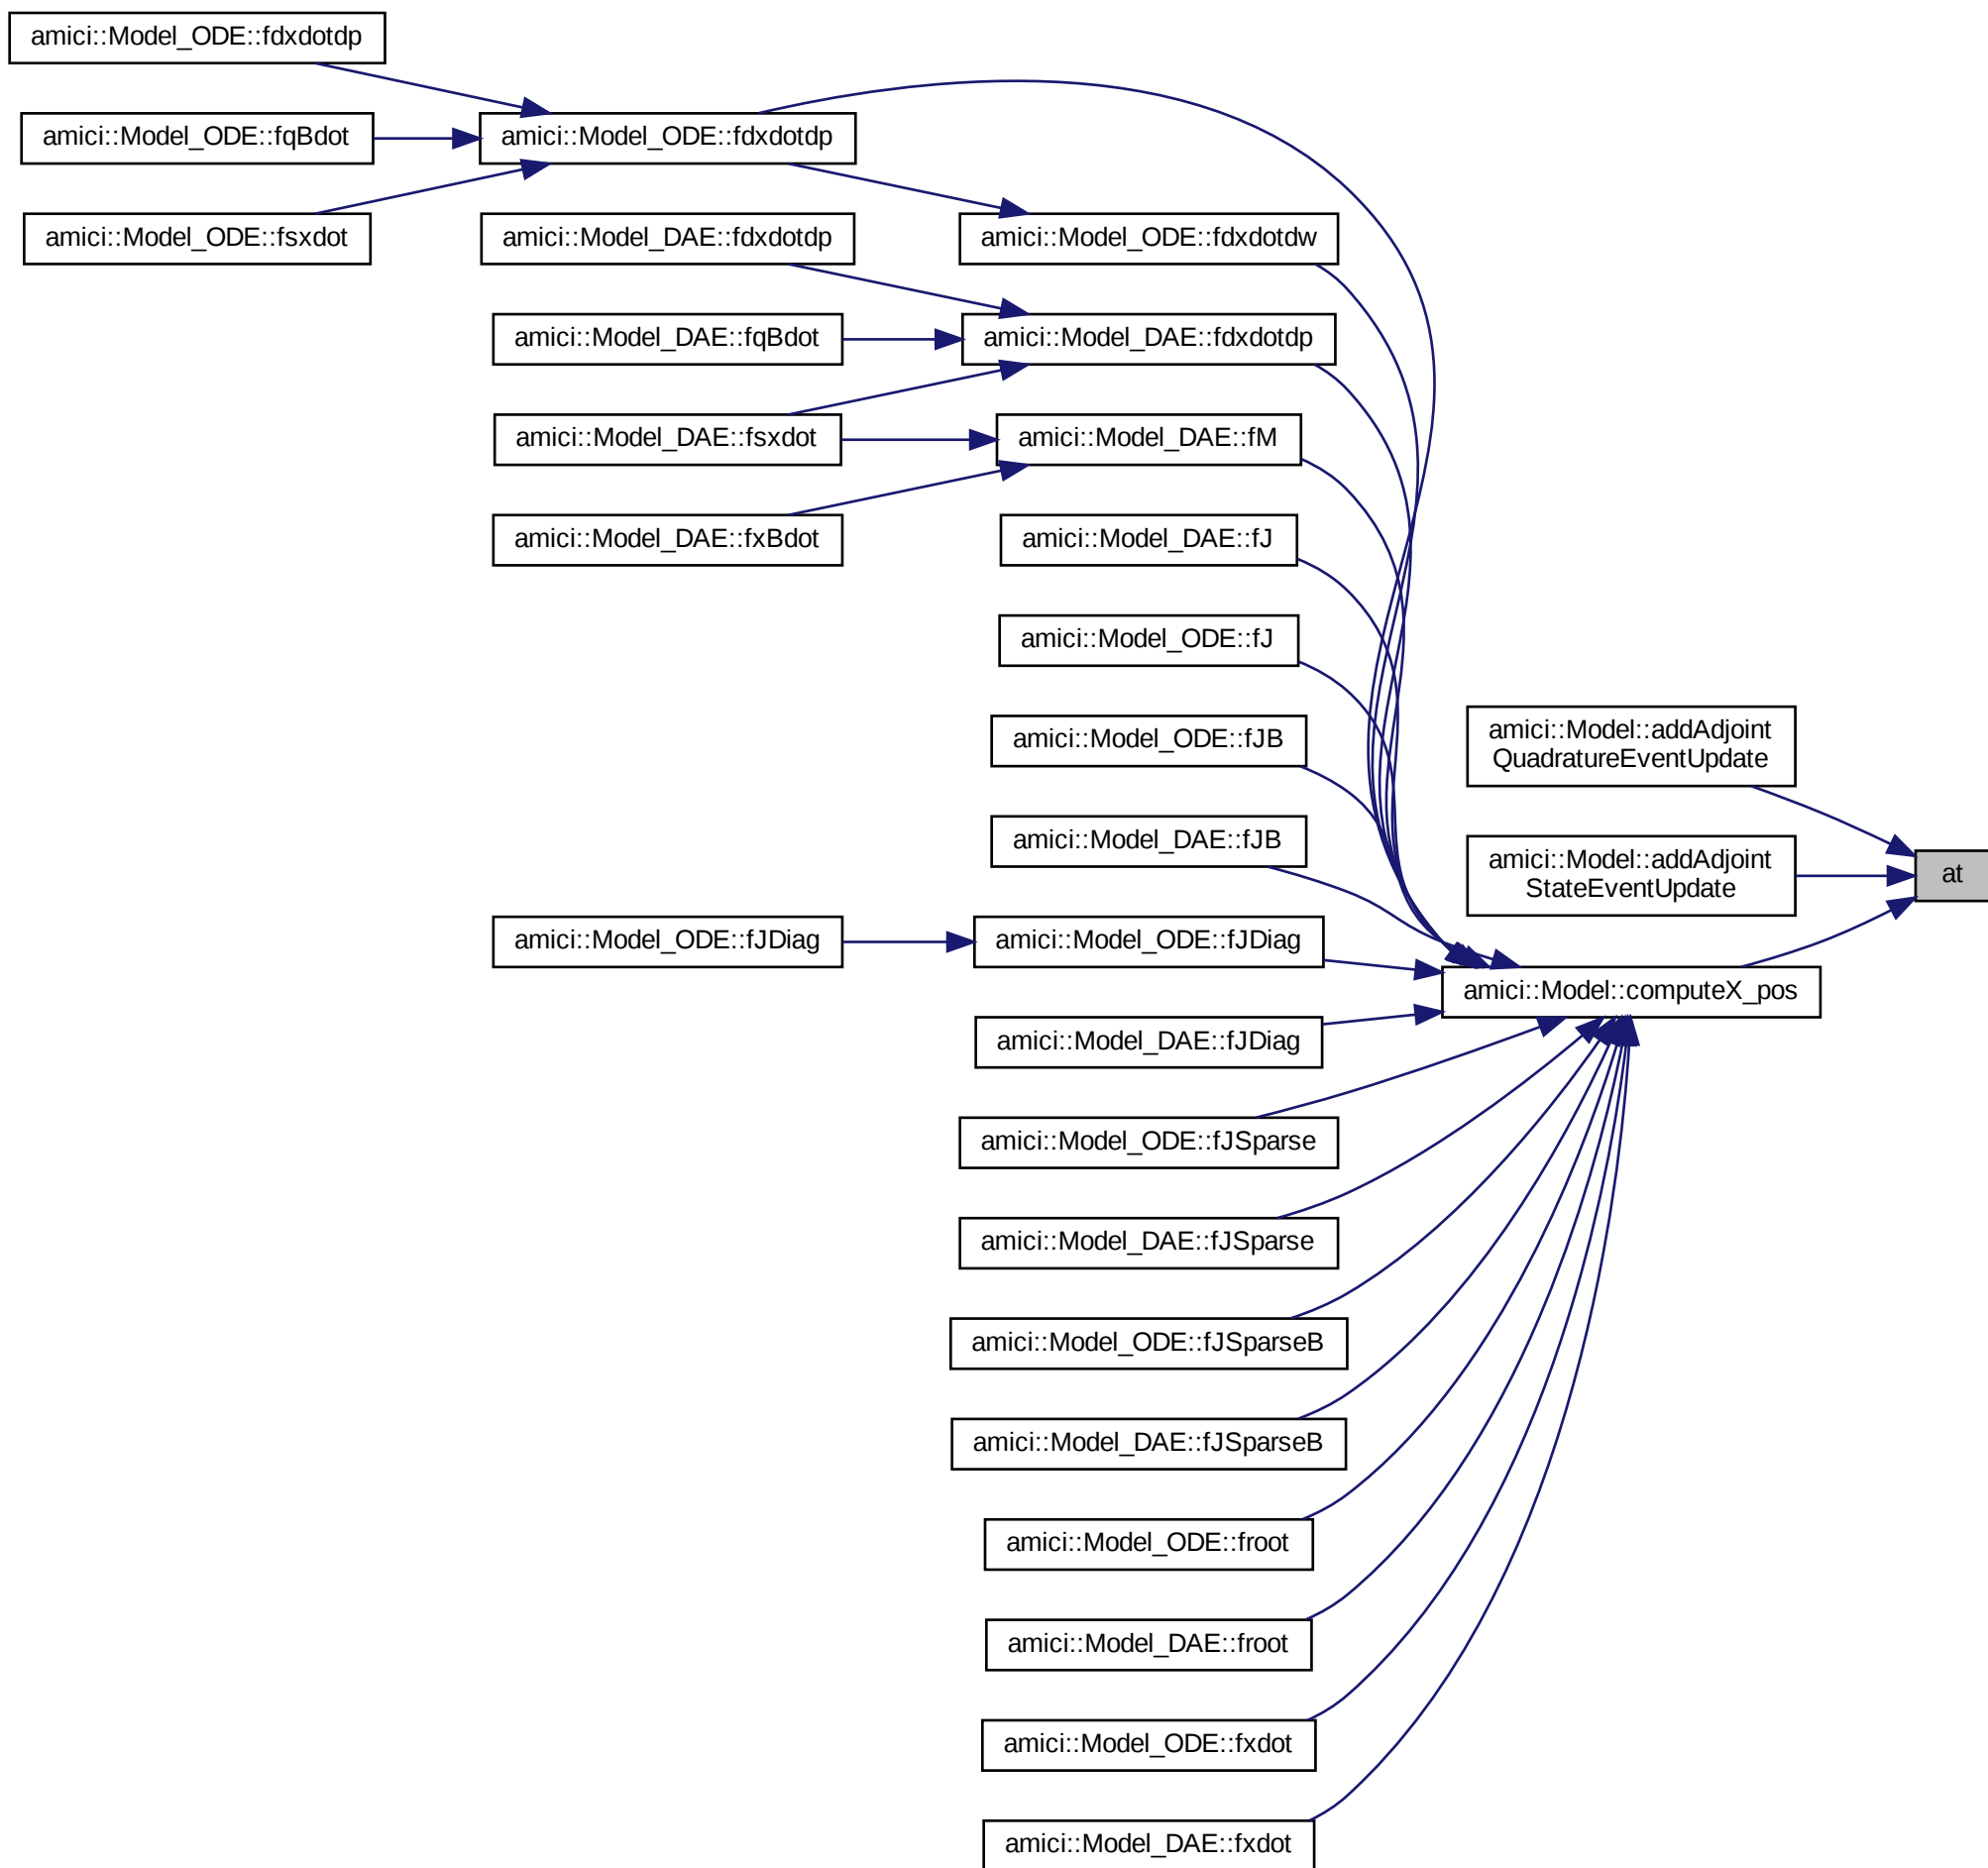 amici::Model_ODE::fdxdotdp
amici::Model_ODE::fqBdot
amici::Model_ODE::fdxdotdp
amici::Model_ODE::fsxdot
amici::Model_DAE::fdxdotdp
amici::Model_ODE::fdxdotdw
amici::Model_DAE::fqBdot
amici::Model_DAE::fdxdotdp
amici::Model_DAE::fsxdot
amici::Model_DAE::fM
amici::Model_DAE::fxBdot
amici::Model_DAE::fJ
amici::Model_ODE::fJ
amici::Model_ODE::fJB
amici::Model::addAdjoint
QuadratureEventUpdate
amici::Model_DAE::fJB
amici::Model::addAdjoint
StateEventUpdate
at
amici::Model_ODE::fJDiag
amici::Model_ODE::fJDiag
amici::Model::computeX_pos
amici::Model_DAE::fJDiag
amici::Model_ODE::fJSparse
amici::Model_DAE::fJSparse
amici::Model_ODE::fJSparseB
amici::Model_DAE::fJSparseB
amici::Model_ODE::froot
amici::Model_DAE::froot
amici::Model_ODE::fxdot
amici::Model_DAE::fxdot